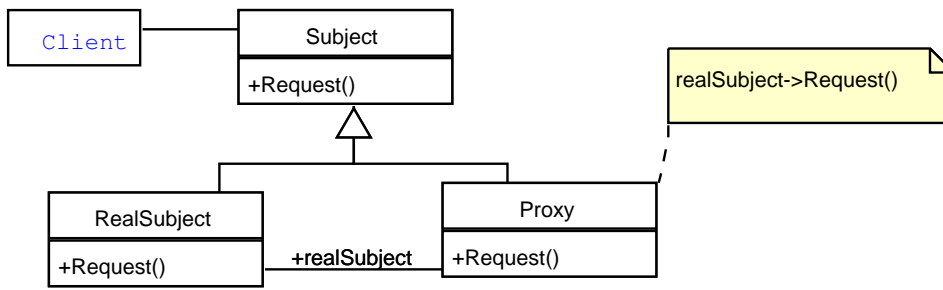 Client
Subject
+Request()
realSubject->Request()
RealSubject
+Request()
+realSubject
Proxy
+Request()